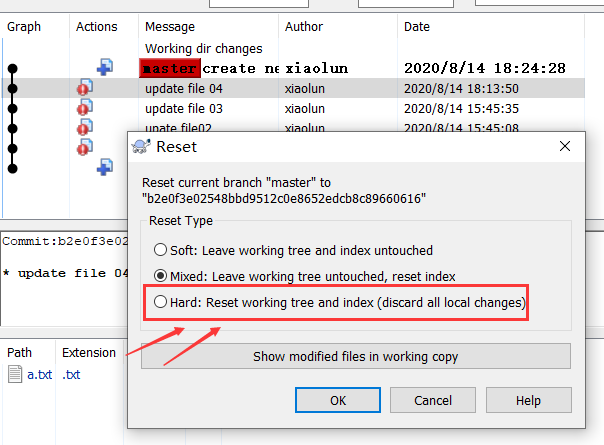 Graph Actions Message Author Date
Working dir changes
master create ne xiaolun 2020/8/14 18:24:28
update file 04 xiaolun 2020/8/14 18:13:50
update file 03 xiaolun 2020/8/14 15:45:35
unate file02 xiaolun 2020/8/14 15:45:08
Reset
Reset current branch "master" to
"b2e0f3e02548bbd9512c0e8652edcb8c89660616"
Reset Type
Soft: Leave working tree and index untouched
Mixed: Leave working tree untouched, reset index
Hard: Reset working tree and index (discard all local changes)
Show modified files in working copy
OK Cancel Help
Commit:b2e0f3e02
* update file 04
Path Extension
a.txt .txt